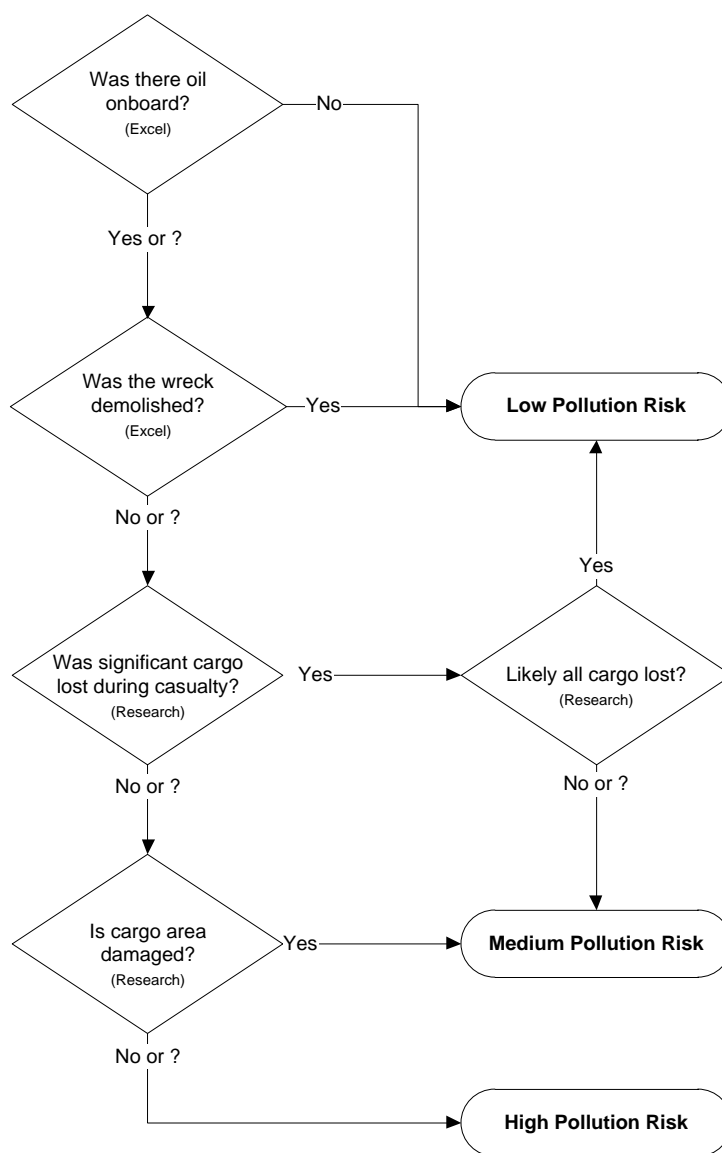 Was there oil
onboard?
(Excel)
No
Yes or ?
Was the wreck
demolished?
(Excel)
Yes
Low Pollution Risk
No or ?
Yes
Was significant cargo
lost during casualty?
(Research)
Yes
Likely all cargo lost?
(Research)
No or ?
No or ?
Is cargo area
damaged?
(Research)
Yes
Medium Pollution Risk
No or ?
High Pollution Risk